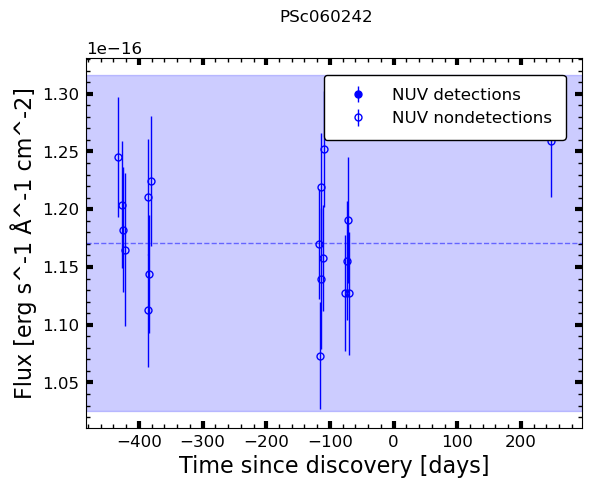 PSc060242
1e−16
NUV detections
NUV nondetections
1.30
1.25
1.20
1.15
1.10
1.05
Flux [erg s^-1 Å^-1 cm^-2]
−400 −300 −200 −100 0 100 200
Time since discovery [days]